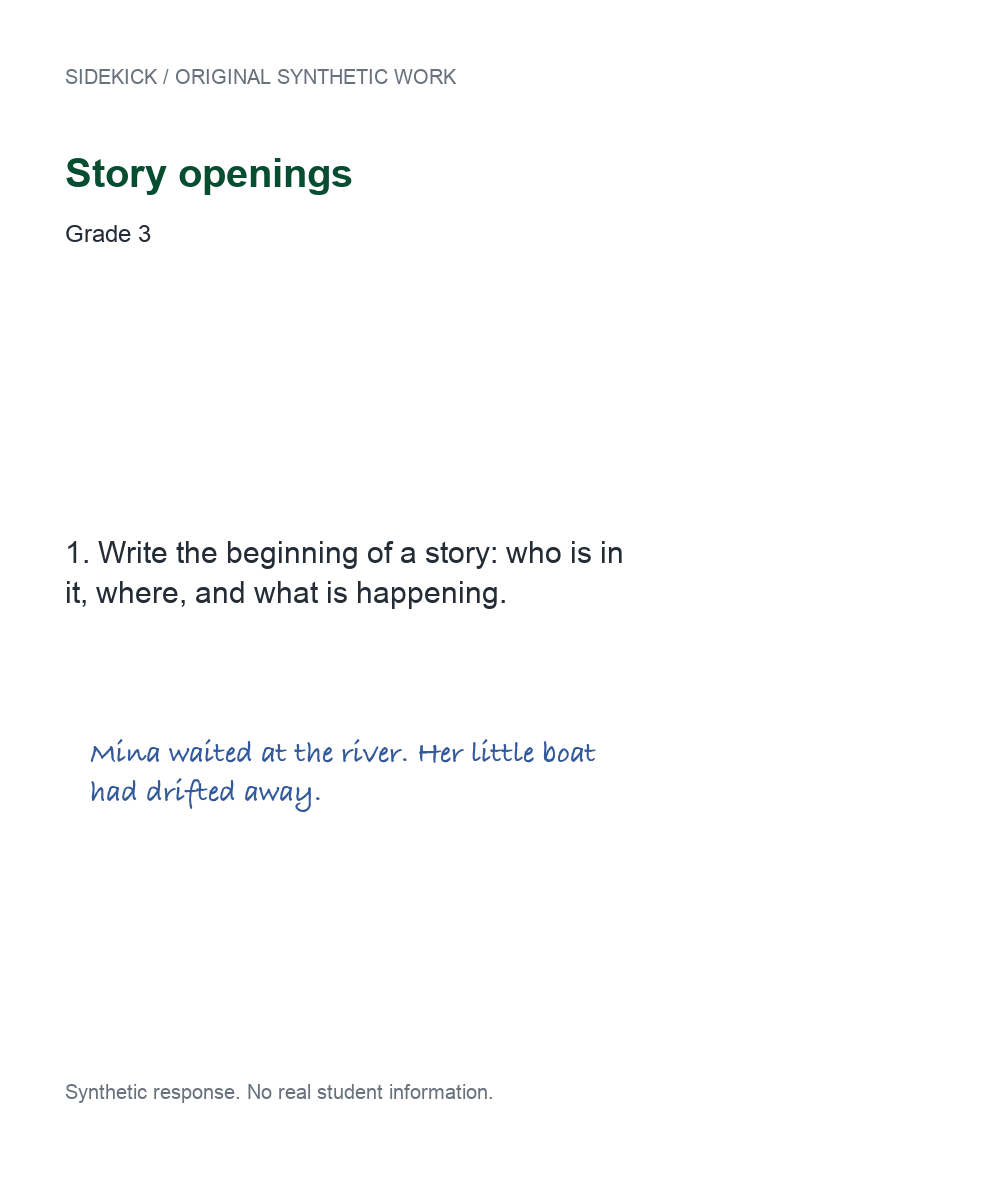 SIDEKICK / ORIGINAL SYNTHETIC WORK
Story openings
Grade 3
1. Write the beginning of a story: who is in
it, where, and what is happening.
Mina waited at the river. Her little boat
had drifted away.
Synthetic response. No real student information.